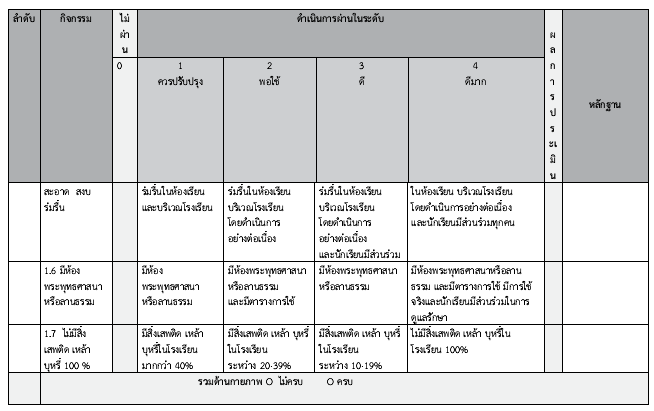 ลำดับ กิจกรรม ไม่ผ่าน ดำเนินการผ่านในระดับ ผลการประเมิน หลักฐาน
0 1 2 3 4
ควรปรับปรุง พอใช้ ดี ดีมาก
สะอาด สงบ ร่มรื่นในห้องเรียน ร่มรื่นในห้องเรียน ร่มรื่นในห้องเรียน ในห้องเรียน บริเวณโรงเรียน
ร่มรื่น และบริเวณโรงเรียน บริเวณโรงเรียน บริเวณโรงเรียน โดยดำเนินการอย่างต่อเนื่อง
โดยดำเนินการ โดยดำเนินการ และนักเรียนมีส่วนร่วมทุกคน
อย่างต่อเนื่อง อย่างต่อเนื่อง
และนักเรียนมีส่วนร่วม
1.6 มีห้อง มีห้อง มีห้องพระพุทธศาสนา มีห้องพระพุทธศาสนา มีห้องพระพุทธศาสนาหรือลาน
พระพุทธศาสนา พระพุทธศาสนา หรือลานธรรม หรือลานธรรม ธรรม และมีตารางการใช้ มีการใช้
หรือลานธรรม หรือลานธรรม และมีตารางการใช้ จริงและนักเรียนมีส่วนร่วมในการ
ดูแลรักษา
1.7 ไม่มีสิ่ง มีสิ่งเสพติด เหล้า มีสิ่งเสพติด เหล้า บุหรี่ มีสิ่งเสพติด เหล้า บุหรี่ ไม่มีสิ่งเสพติด เหล้า บุหรี่ใน
เสพติด เหล้า บุหรี่ในโรงเรียน ในโรงเรียน ในโรงเรียน โรงเรียน 100%
บุหรี่ 100 % มากกว่า 40% ระหว่าง 20-39% ระหว่าง 10-19%
รวมด้านกายภาพ O ไม่ครบ O ครบ